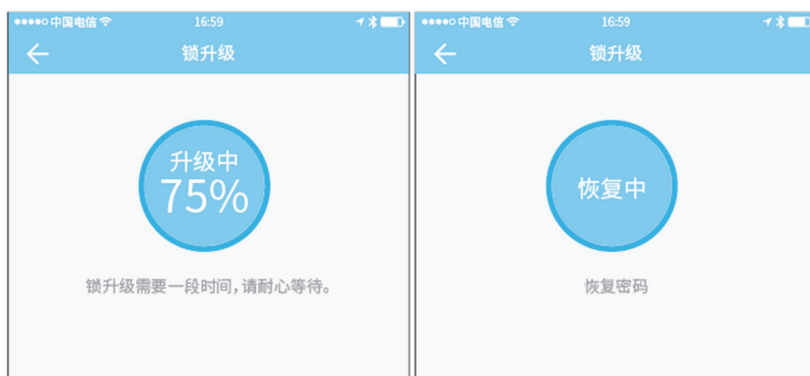 中国电信
16:59
锁升级
升级中
75%
锁升级需要一段时间，请耐心等待。
中国电信
16:59
锁升级
恢复中
恢复密码